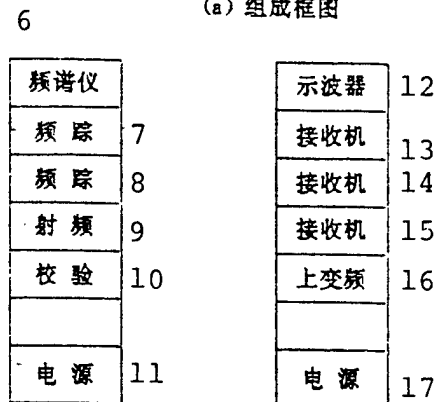 (a) 组成框图
6
频谱仪
频 踪 7
频 踪 8
射 频 9
校 验 10
电 源 11
示波器 12
接收机 13
接收机 14
接收机 15
上变频 16
电 源 17